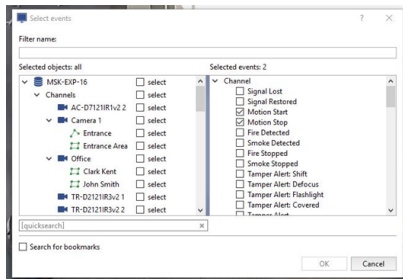 Select events
Filter name:
Selected objects: all
Selected events: 2
MSK-EXP-16 select
Channels select
AC-D7121IR1v2 2 select
Camera 1 select
Entrance select
Entrance Area select
Office select
Clark Kent select
John Smith select
TR-D2121IR3v2 1 select
TR-D2121IR3v2 2 select
[quicksearch]
Channel
Signal Lost
Signal Restored
Motion Start
Motion Stop
Fire Detected
Smoke Detected
Fire Stopped
Smoke Stopped
Tamper Alert: Shift
Tamper Alert: Defocus
Tamper Alert: Flashlight
Tamper Alert: Covered
Tamper Alert
Search for bookmarks
OK Cancel